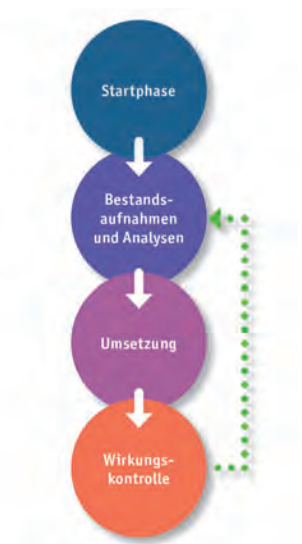 Startphase
Bestands-
aufnahmen
und Analysen
Umsetzung
Wirkungs-
kontrolle